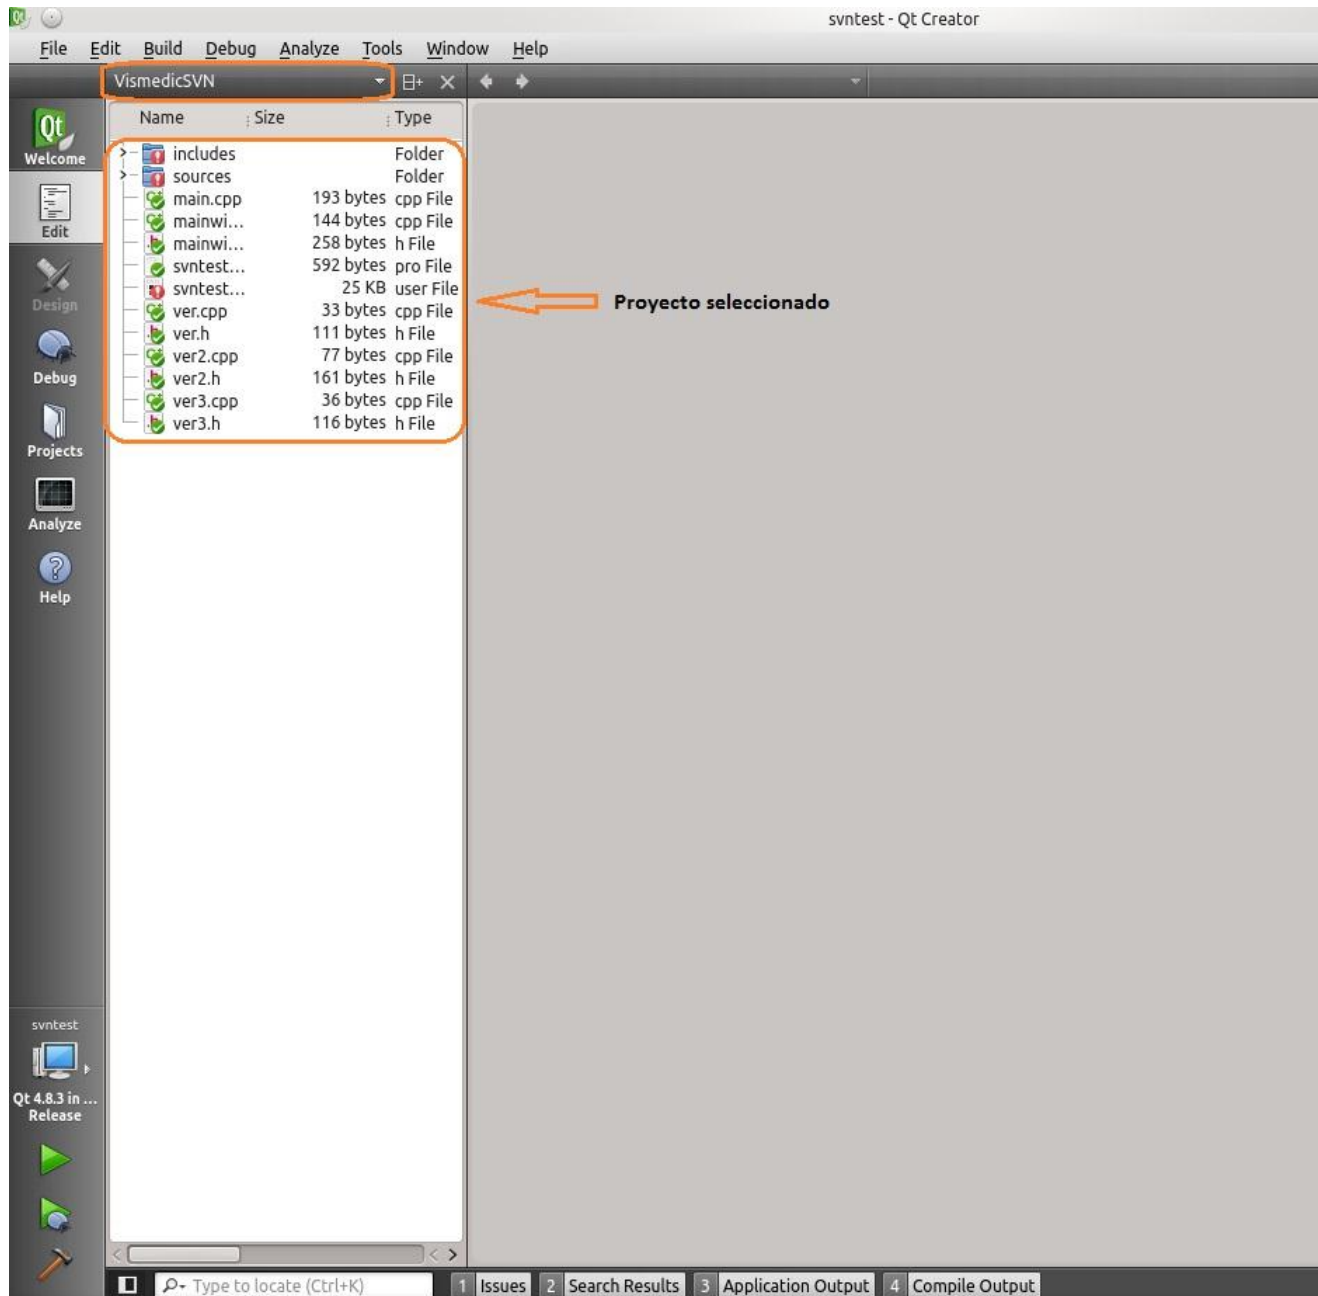 svntest - Qt Creator
File Edit Build Debug Analyze Tools Window Help
VismedicSVN
Name Size Type
includes Folder
sources Folder
main.cpp 193 bytes cpp File
mainwi... 144 bytes cpp File
mainwi... 258 bytes h File
svntest... 592 bytes pro File
svntest... 25 KB user File
ver.cpp 33 bytes cpp File
ver.h 111 bytes h File
ver2.cpp 77 bytes cpp File
ver2.h 161 bytes h File
ver3.cpp 36 bytes cpp File
ver3.h 116 bytes h File
Proyecto seleccionado
Qt
Welcome
Edit
Design
Debug
Projects
Analyze
Help
svntest
Qt 4.8.3 in ...
Release
Type to locate (Ctrl+K) 1 Issues 2 Search Results 3 Application Output 4 Compile Output